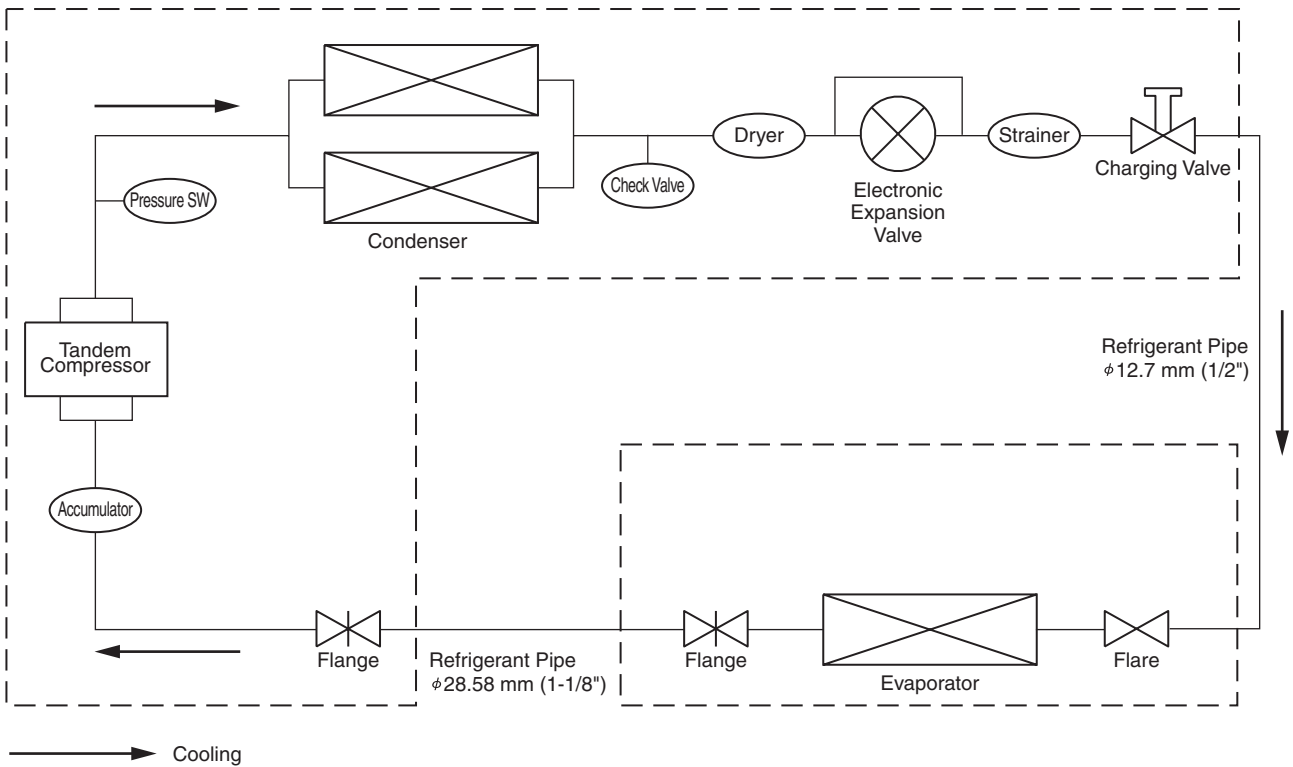 Dryer
Strainer
Charging Valve
Check Valve
Electronic
Expansion
Valve
Pressure SW
Condenser
Tandem
Compressor
Refrigerant Pipe
ϕ12.7 mm (1/2")
Accumulator
Flange
Refrigerant Pipe
ϕ28.58 mm (1-1/8")
Flange
Evaporator
Flare
Cooling